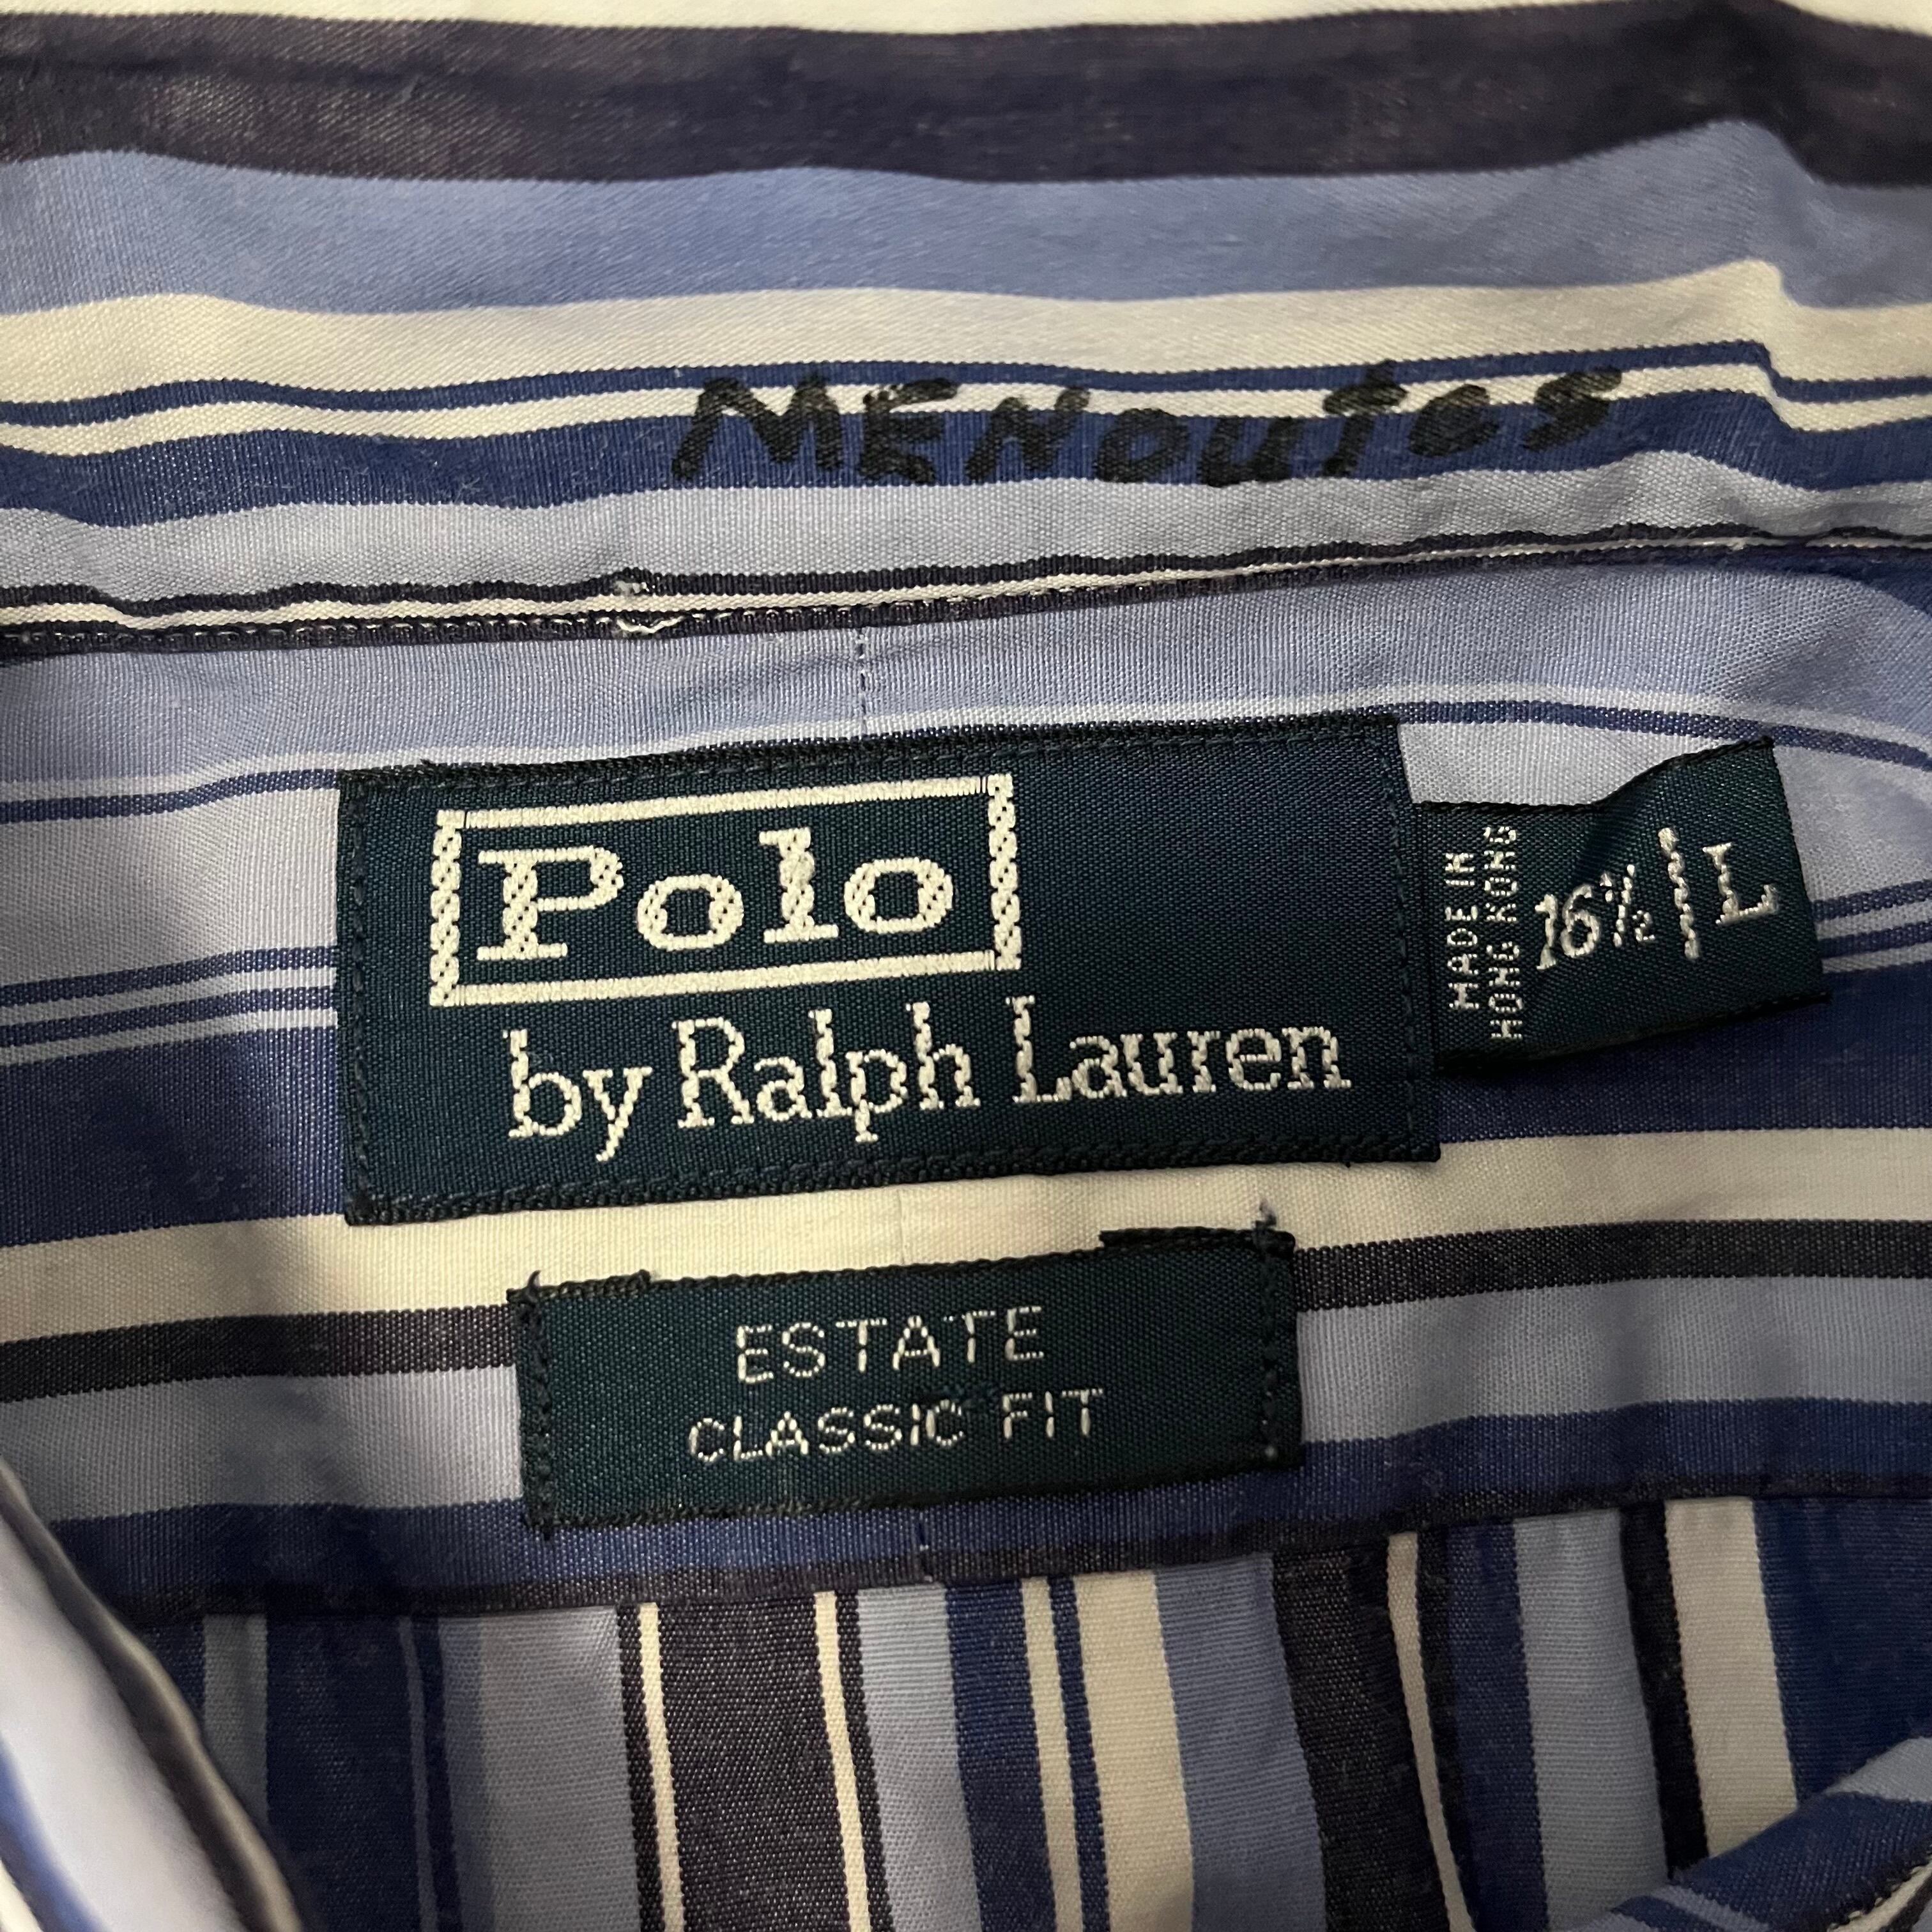 MENOUTES
Polo
by Ralph Lauren
MADE IN
HONG KONG
16½ | L
ESTATE
CLASSIC FIT